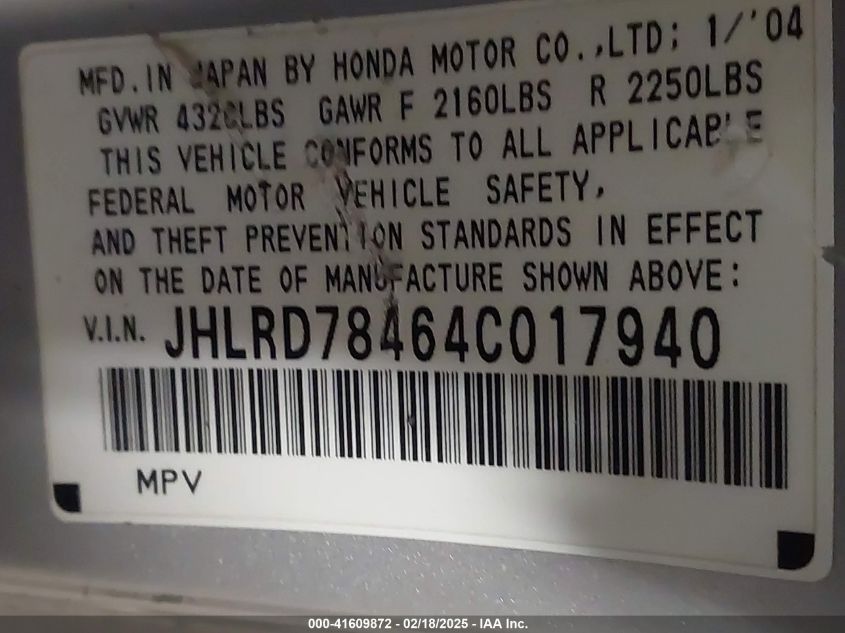 MFD. IN JAPAN BY HONDA MOTOR CO.,LTD; 1/'04
GVWR 4320LBS GAWR F 2160LBS R 2250LBS
THIS VEHICLE CONFORMS TO ALL APPLICABLE
FEDERAL MOTOR VEHICLE SAFETY,
AND THEFT PREVENTION STANDARDS IN EFFECT
ON THE DATE OF MANUFACTURE SHOWN ABOVE:
V.I.N. JHLRD78464C017940
MPV
000-41609872 - 02/18/2025 - IAA Inc.